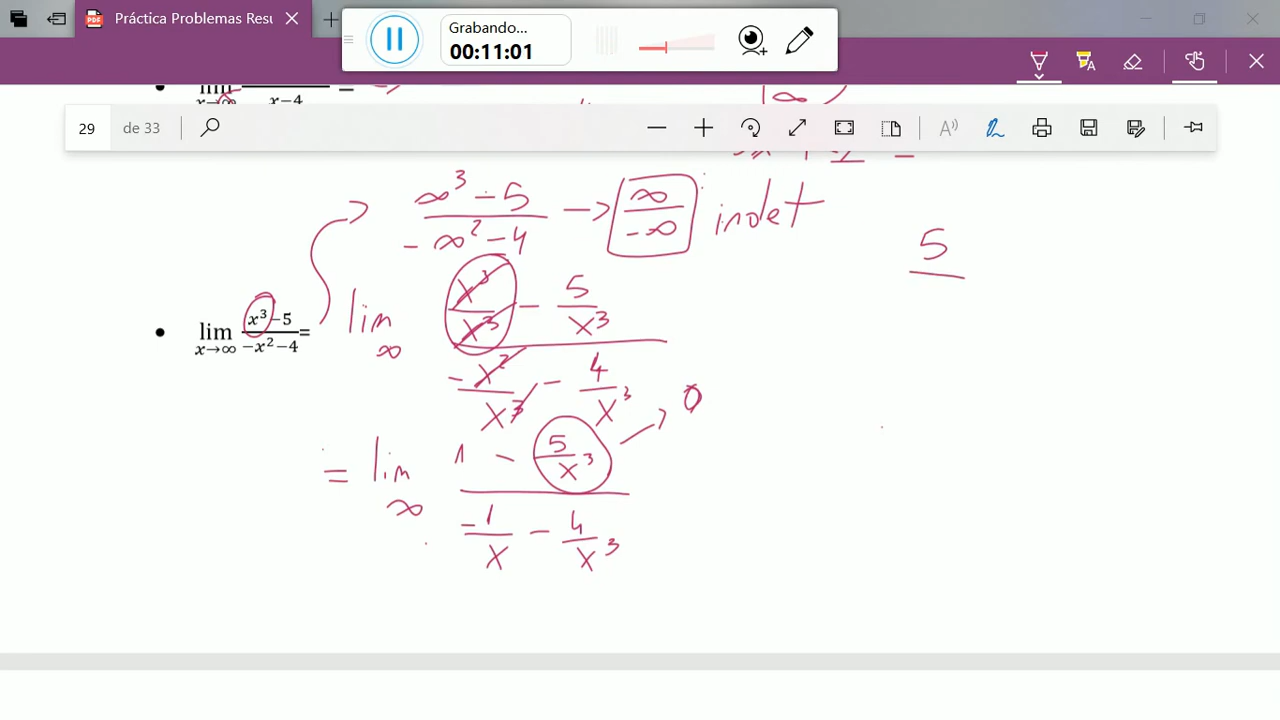 Práctica Problemas Resu
Grabando...
00:11:01
lim x→∞ x−4 =
29 de 33
∞³ − 5 / −∞² − 4 → ∞ / −∞ indet
5
lim x→∞ x³−5 / −x²−4 =
lim ∞ x³/x³ − 5/x³ / −x²/x³ − 4/x³
0
= lim ∞ 1 − 5/x³ / −1/x − 4/x³